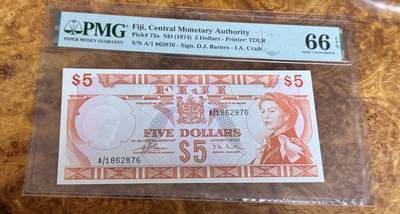 PMG
PAPER MONEY GUARANTY
Fiji, Central Monetary Authority
Pick# 73a ND (1974) 5 Dollars - Printer: TDLR
S/N A/1 862876 - Sign. D.J. Barnes - I.A. Craik
66 EPQ
Gem Uncirculated
$5
FIJI
$5
A/1862876
FIVE DOLLARS
$5
A/1862876